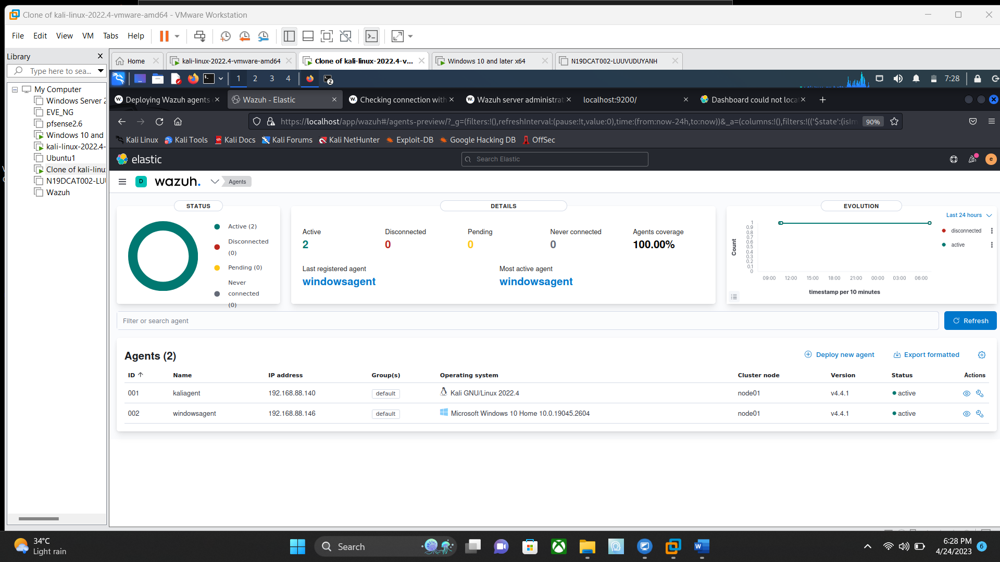 Clone of kali-linux-2022.4-vmware-amd64 - VMware Workstation
File Edit View VM Tabs Help
Library
Type here to sea...
My Computer
Windows Server 2
EVE_NG
pfsense2.6
Windows 10 and
kali-linux-2022.4-
Ubuntu1
Clone of kali-linu
N19DCAT002-LUU
Wazuh
Home kali-linux-2022.4-vmware-amd64 Clone of kali-linux-2022.4-v... Windows 10 and later x64 N19DCAT002-LUUVUDUYANH
1 2 3 4 2 7:28
Deploying Wazuh agents Wazuh - Elastic Checking connection with Wazuh server administrat localhost:9200/ Dashboard could not loca
https://localhost/app/wazuh#/agents-preview/?_g=(filters:!(),refreshInterval:(pause:!t,value:0),time:(from:now-24h,to:now))&_a=(columns:!(),filters:!(('$state':(isIm 90%
Kali Linux Kali Tools Kali Docs Kali Forums Kali NetHunter Exploit-DB Google Hacking DB OffSec
elastic Search Elastic e
D wazuh. Agents
STATUS
Active (2)
Disconnected
(0)
Pending (0)
Never
connected
(0)
DETAILS
Active Disconnected Pending Never connected Agents coverage
2 0 0 0 100.00%
Last registered agent Most active agent
windowsagent windowsagent
EVOLUTION
Last 24 hours
disconnected
active
Count
1
0.9
0.8
0.7
0.6
0.5
0.4
0.3
0.2
0.1
0
09:00 12:00 15:00 18:00 21:00 00:00 03:00 06:00
timestamp per 10 minutes
Filter or search agent Refresh
Agents (2) Deploy new agent Export formatted
ID Name IP address Group(s) Operating system Cluster node Version Status Actions
001 kaliagent 192.168.88.140 default Kali GNU/Linux 2022.4 node01 v4.4.1 active
002 windowsagent 192.168.88.146 default Microsoft Windows 10 Home 10.0.19045.2604 node01 v4.4.1 active
34°C
Light rain
Search
6:28 PM
4/24/2023
6